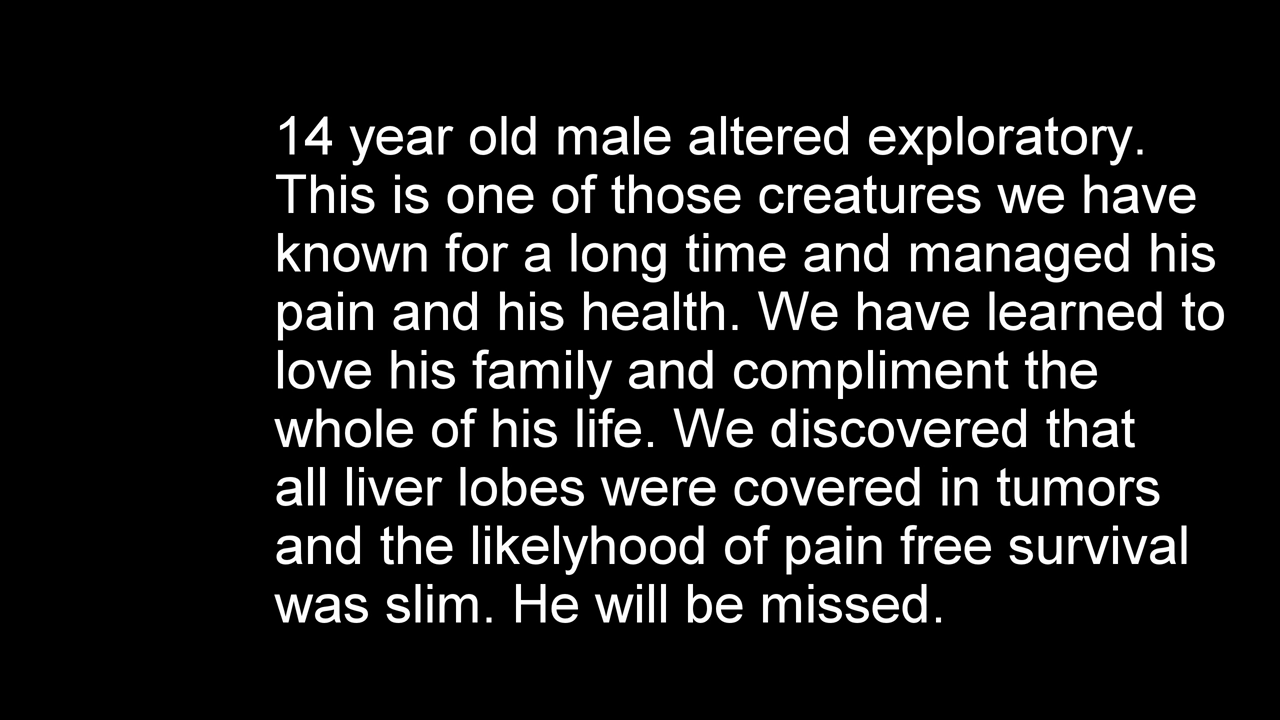 14 year old male altered exploratory.
This is one of those creatures we have
known for a long time and managed his
pain and his health. We have learned to
love his family and compliment the
whole of his life. We discovered that
all liver lobes were covered in tumors
and the likelyhood of pain free survival
was slim. He will be missed.